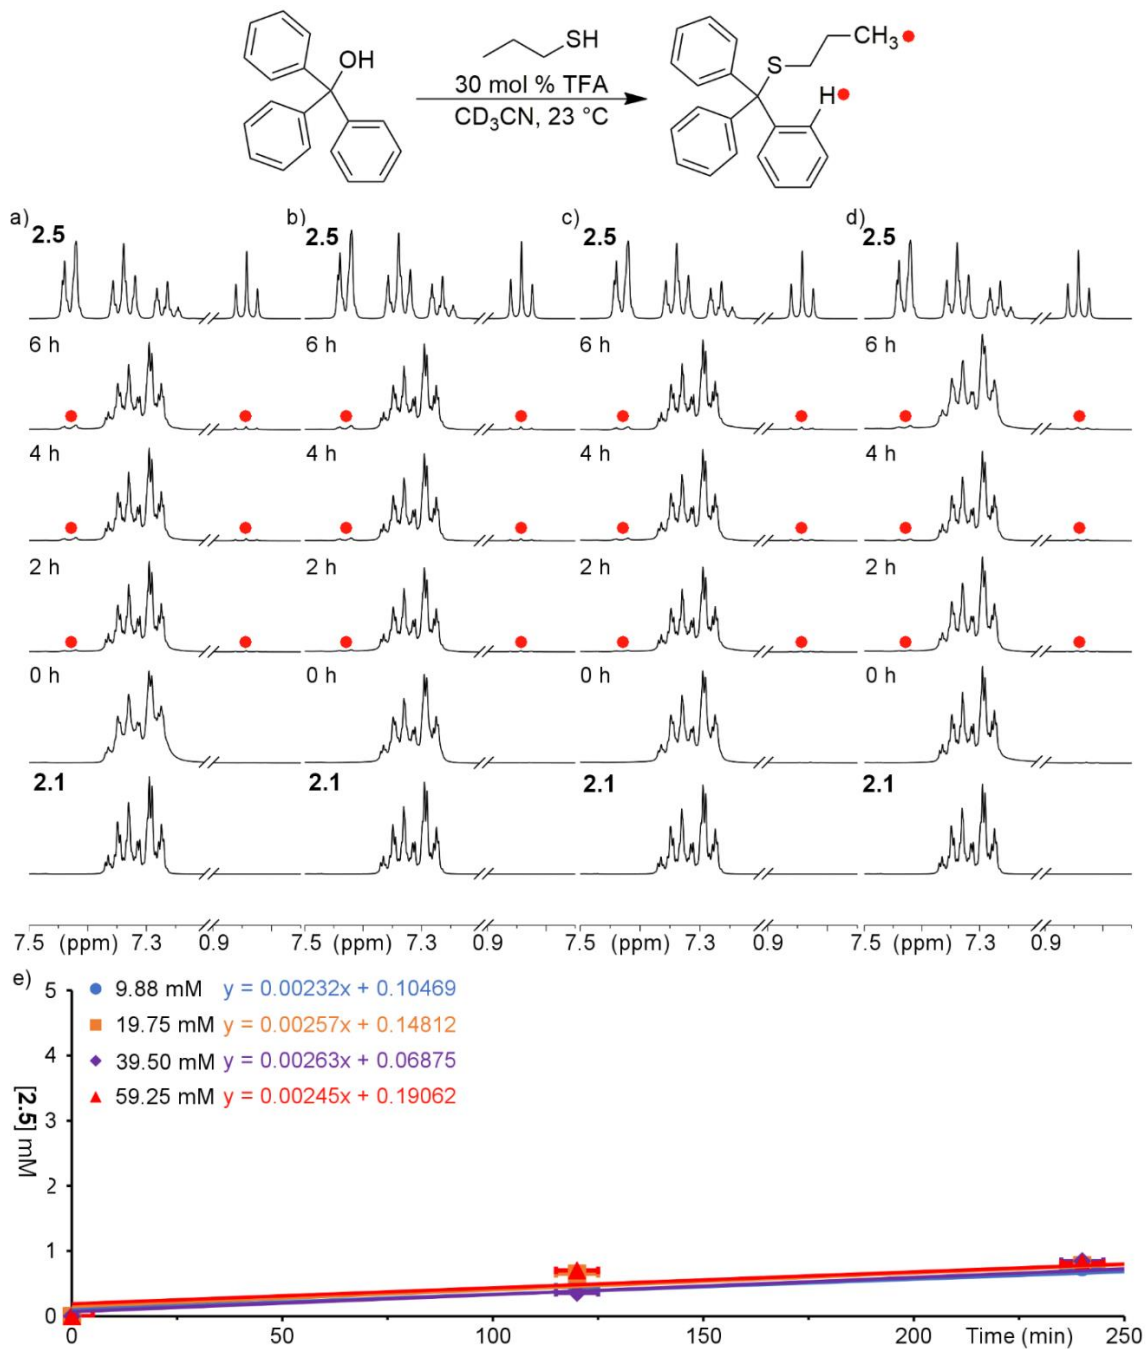 OH
SH
30 mol % TFA
CD3CN, 23 °C
S
CH3
H
a) b) c) d)
2.5 2.5 2.5 2.5
6 h 6 h 6 h 6 h
4 h 4 h 4 h 4 h
2 h 2 h 2 h 2 h
0 h 0 h 0 h 0 h
2.1 2.1 2.1 2.1
7.5 (ppm) 7.3 0.9 7.5 (ppm) 7.3 0.9 7.5 (ppm) 7.3 0.9 7.5 (ppm) 7.3 0.9
e)
9.88 mM y = 0.00232x + 0.10469
19.75 mM y = 0.00257x + 0.14812
39.50 mM y = 0.00263x + 0.06875
59.25 mM y = 0.00245x + 0.19062
[2.5] mM
5
4
3
2
1
0
0 50 100 150 200 Time (min) 250